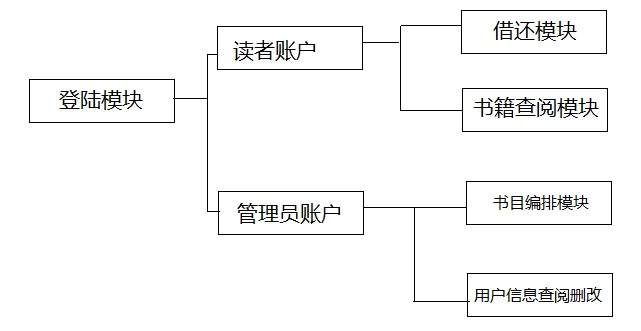 登陆模块
读者账户
借还模块
书籍查阅模块
管理员账户
书目编排模块
用户信息查阅删改